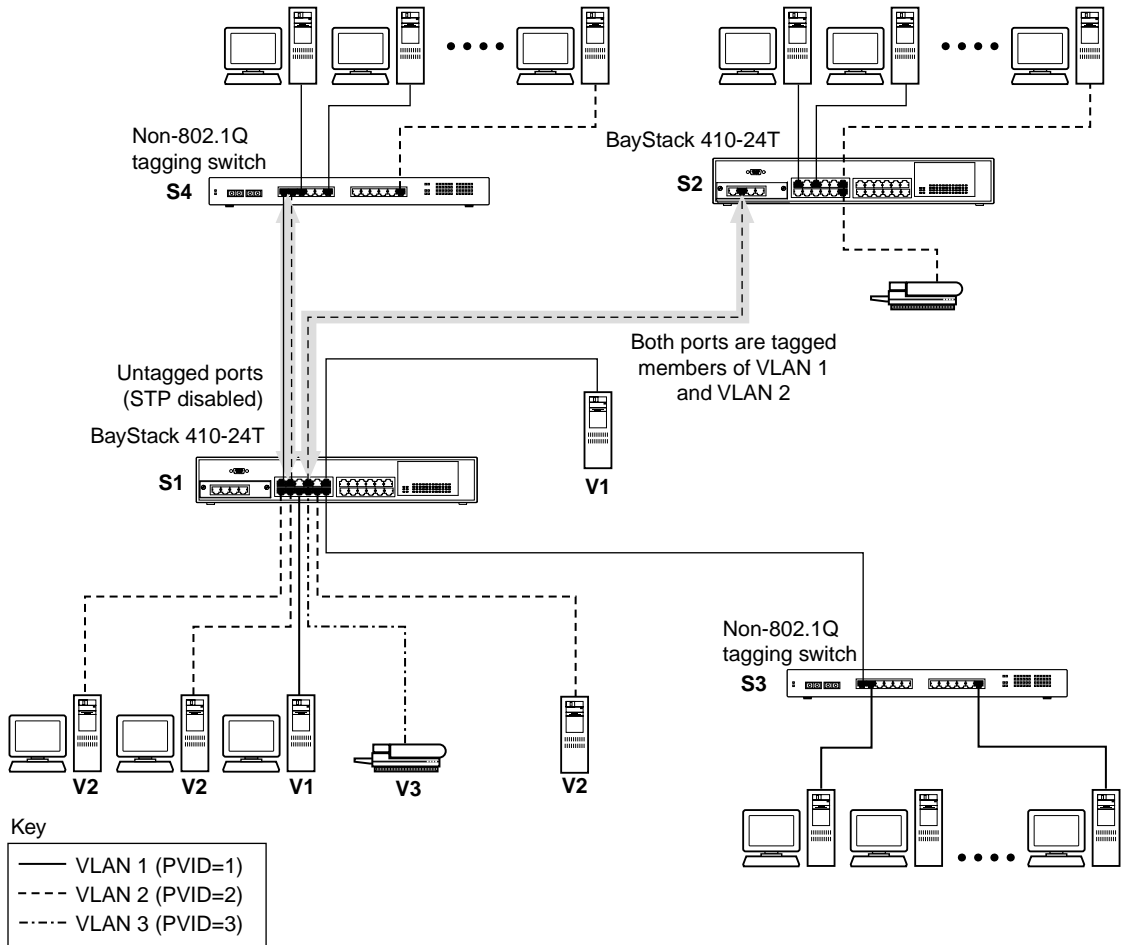 Non-802.1Q
tagging switch
S4
BayStack 410-24T
S2
Both ports are tagged
members of VLAN 1
and VLAN 2
Untagged ports
(STP disabled)
BayStack 410-24T
S1
V1
Non-802.1Q
tagging switch
S3
V2
V2
V1
V3
V2
Key
VLAN 1 (PVID=1)
VLAN 2 (PVID=2)
VLAN 3 (PVID=3)